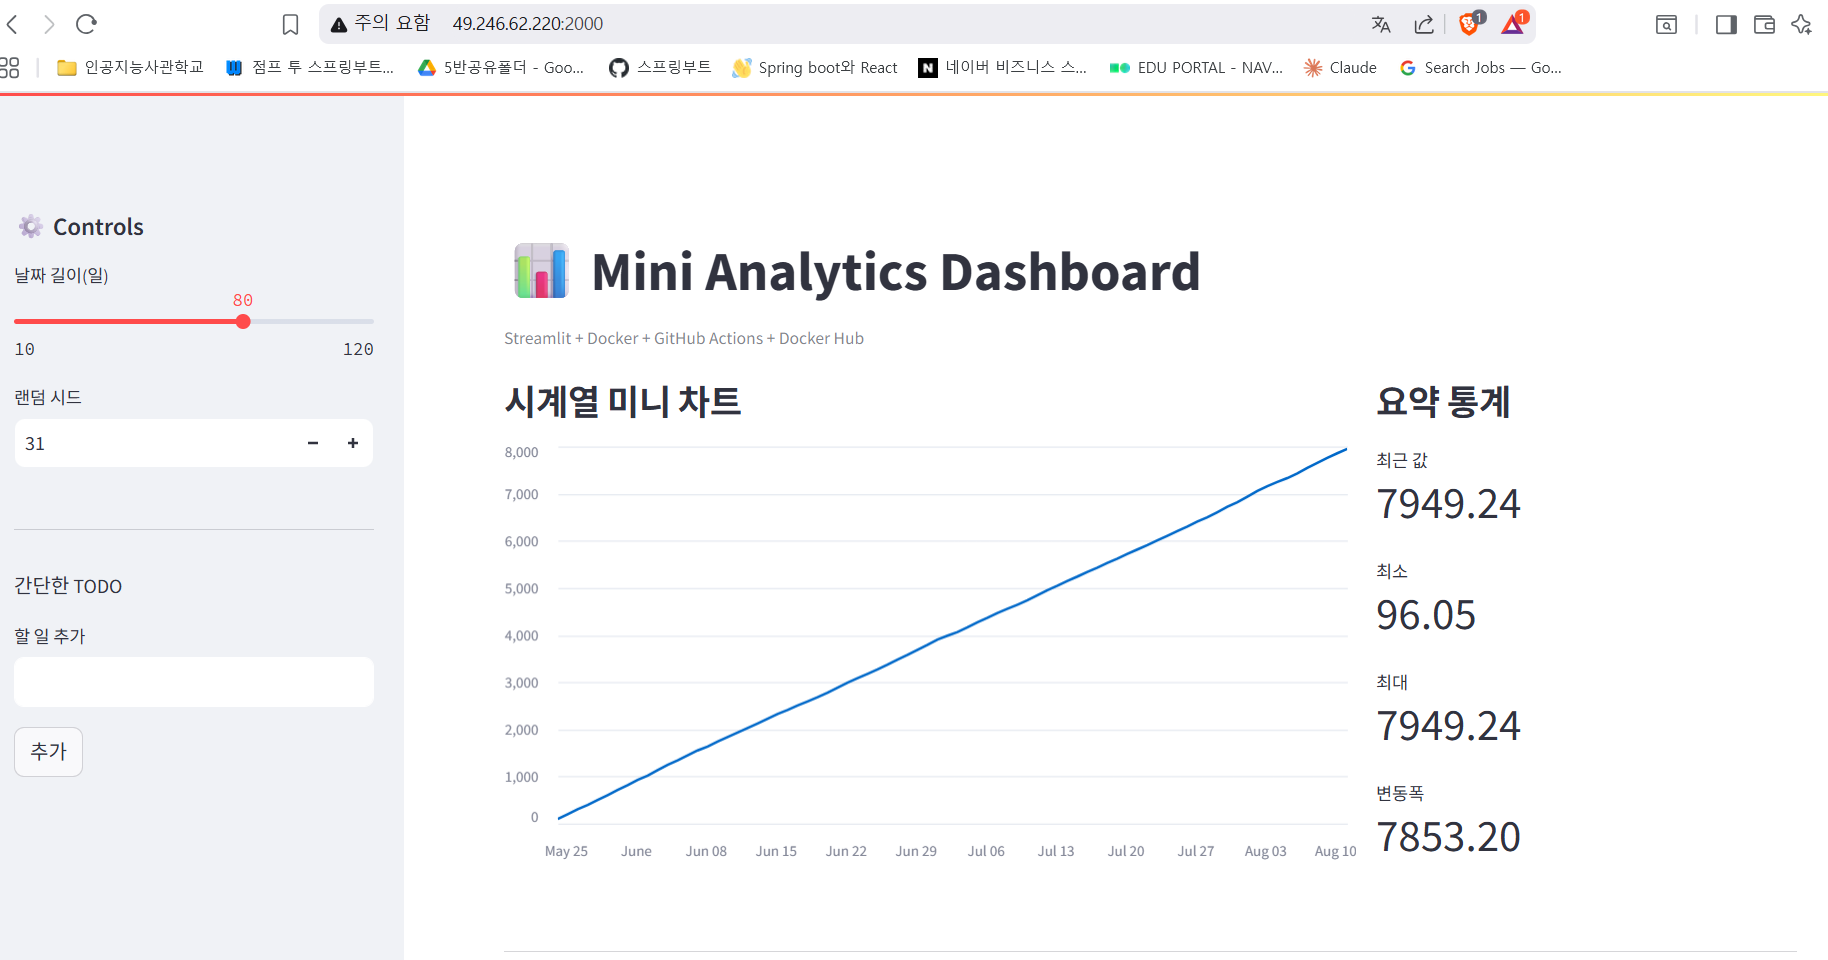 주의 요함 49.246.62.220:2000
1
1
인공지능사관학교 점프 투 스프링부트... 5반공유폴더 - Goo... 스프링부트 Spring boot와 React N 네이버 비즈니스 스... EDU PORTAL - NAV... Claude Search Jobs — Go...
Controls
날짜 길이(일)
80
10 120
랜덤 시드
31 - +
간단한 TODO
할 일 추가
추가
Mini Analytics Dashboard
Streamlit + Docker + GitHub Actions + Docker Hub
시계열 미니 차트
8,000
7,000
6,000
5,000
4,000
3,000
2,000
1,000
0
May 25 June Jun 08 Jun 15 Jun 22 Jun 29 Jul 06 Jul 13 Jul 20 Jul 27 Aug 03 Aug 10
요약 통계
최근 값
7949.24
최소
96.05
최대
7949.24
변동폭
7853.20